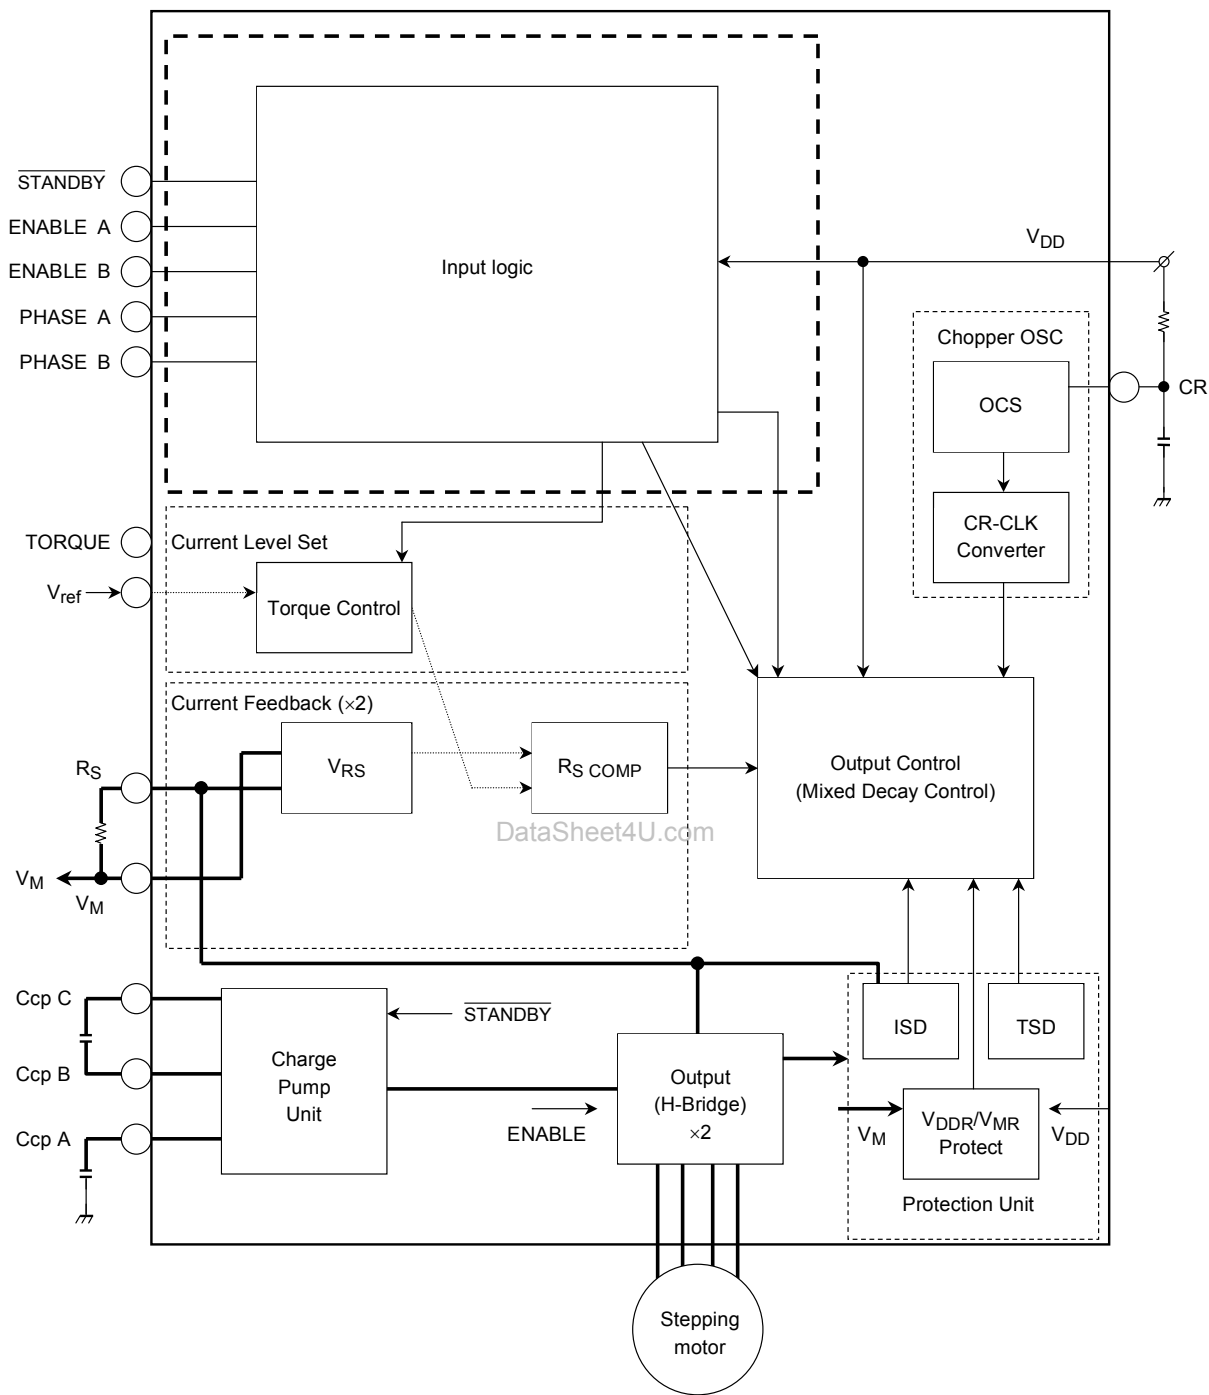 STANDBY
ENABLE A
ENABLE B
PHASE A
PHASE B
Input logic
VDD
Chopper OSC
OCS
CR
CR-CLK
Converter
TORQUE
Vref
Current Level Set
Torque Control
Current Feedback (×2)
RS
VRS
RS COMP
Output Control
(Mixed Decay Control)
DataSheet4U.com
VM
VM
Ccp C
Ccp B
Ccp A
Charge
Pump
Unit
STANDBY
ENABLE
Output
(H-Bridge)
×2
ISD
TSD
VM
VDDR/VMR
Protect
VDD
Protection Unit
Stepping
motor